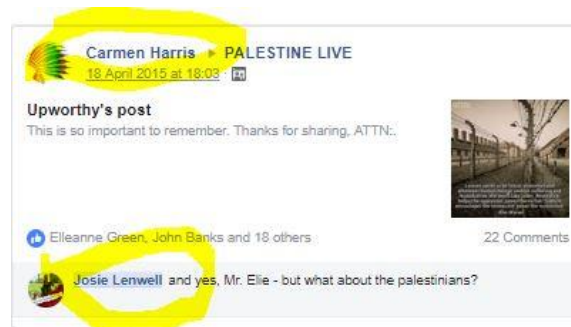 Carmen Harris ▸ PALESTINE LIVE
18 April 2015 at 18:03 ·
Upworthy's post
This is so important to remember. Thanks for sharing, ATTN:.
Elleanne Green, John Banks and 18 others 22 Comments
Josie Lenwell and yes, Mr. Elie - but what about the palestinians?